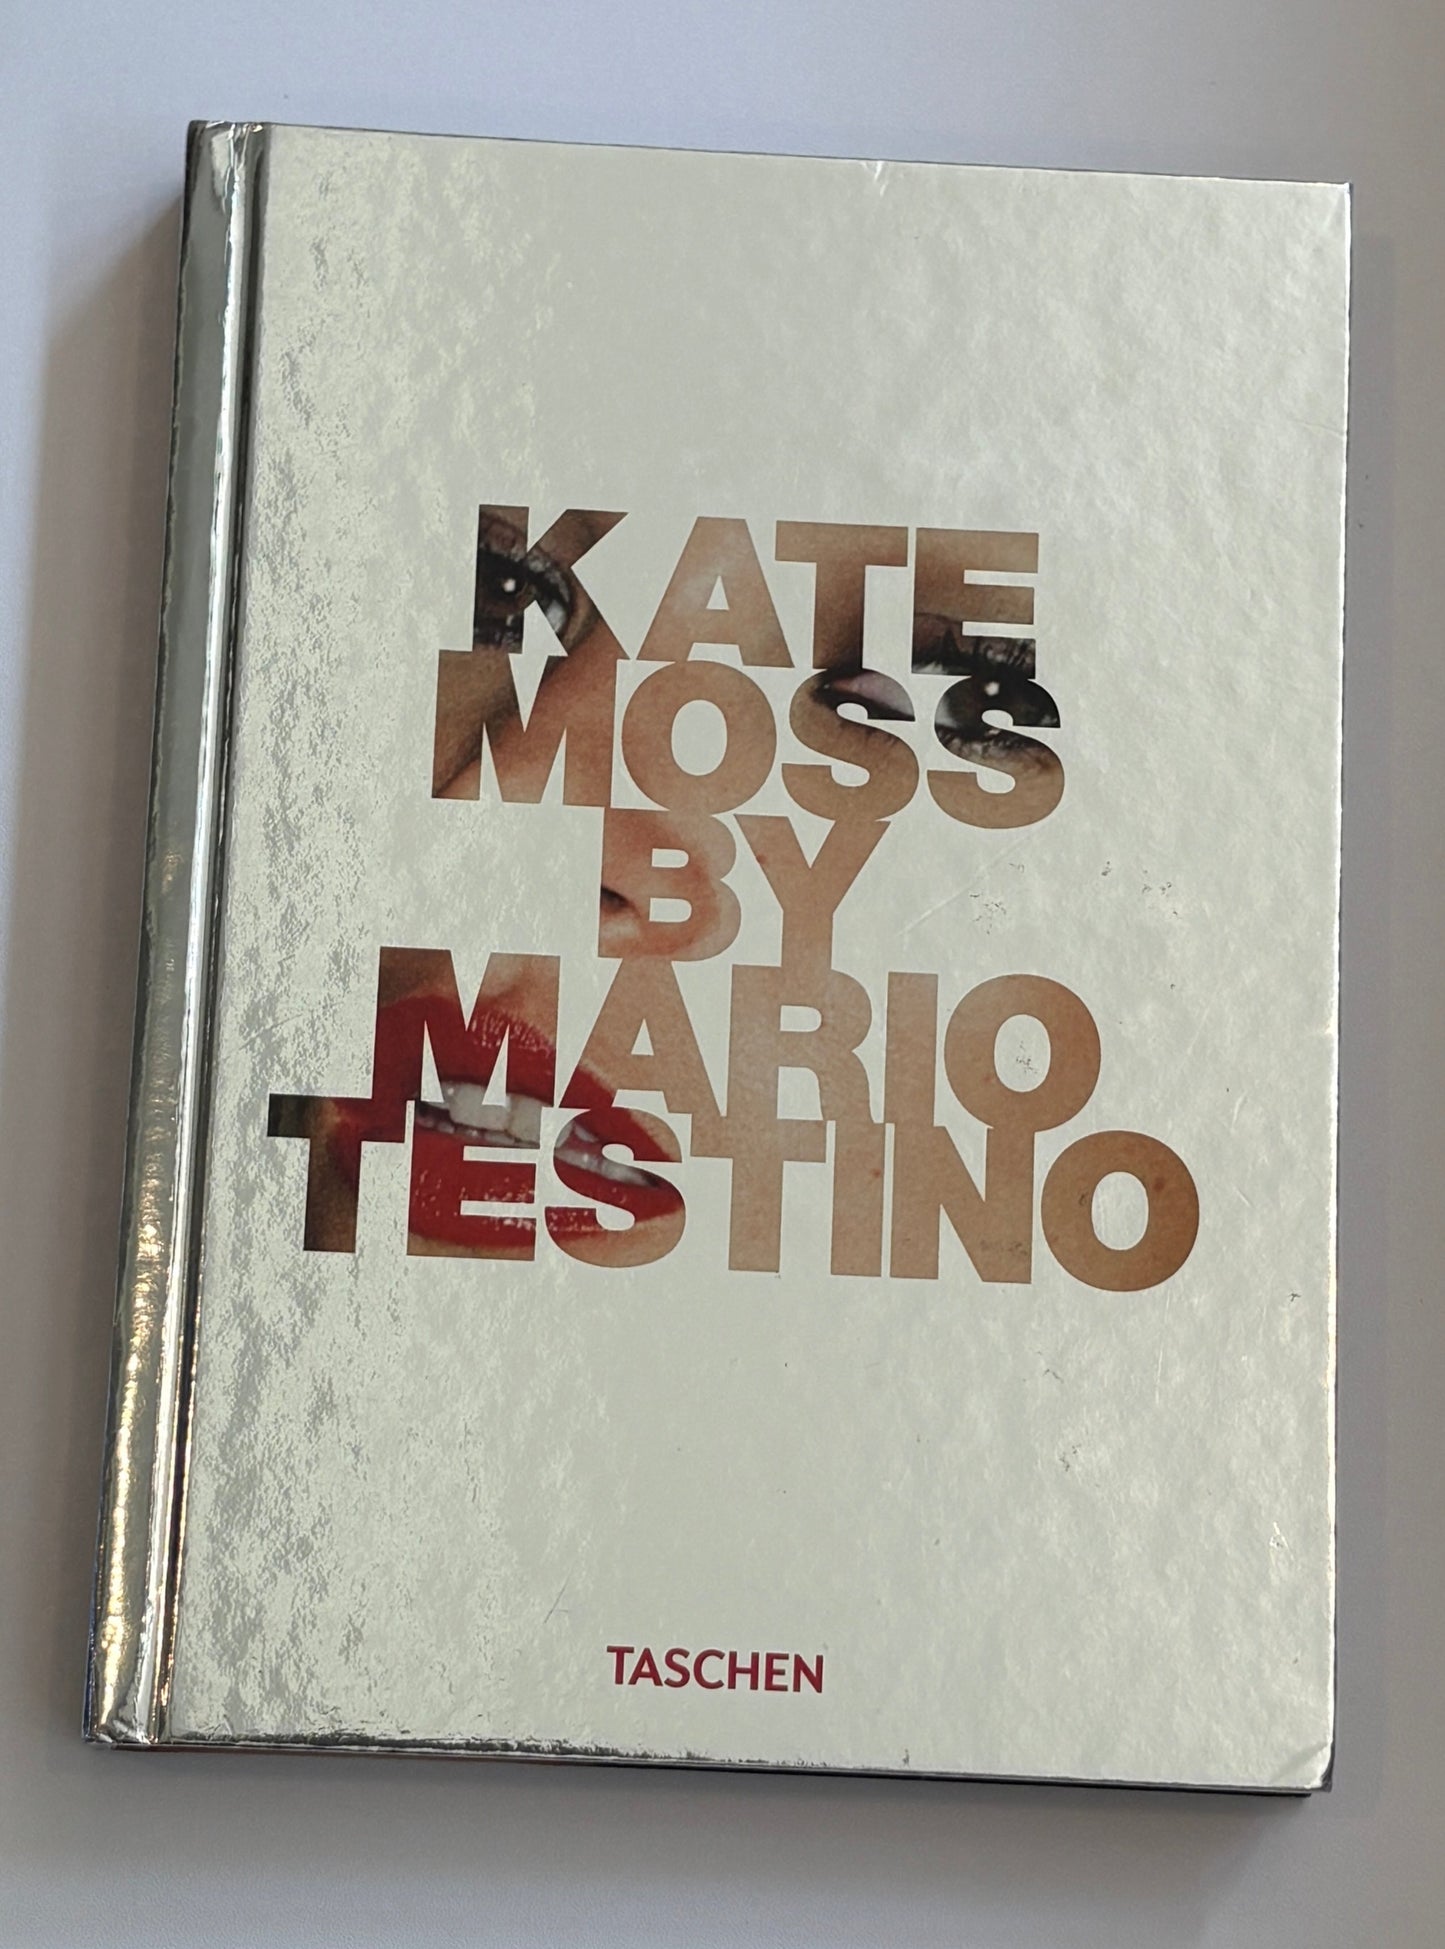 KATE
MOSS
BY
MARIO
TESTINO
TASCHEN